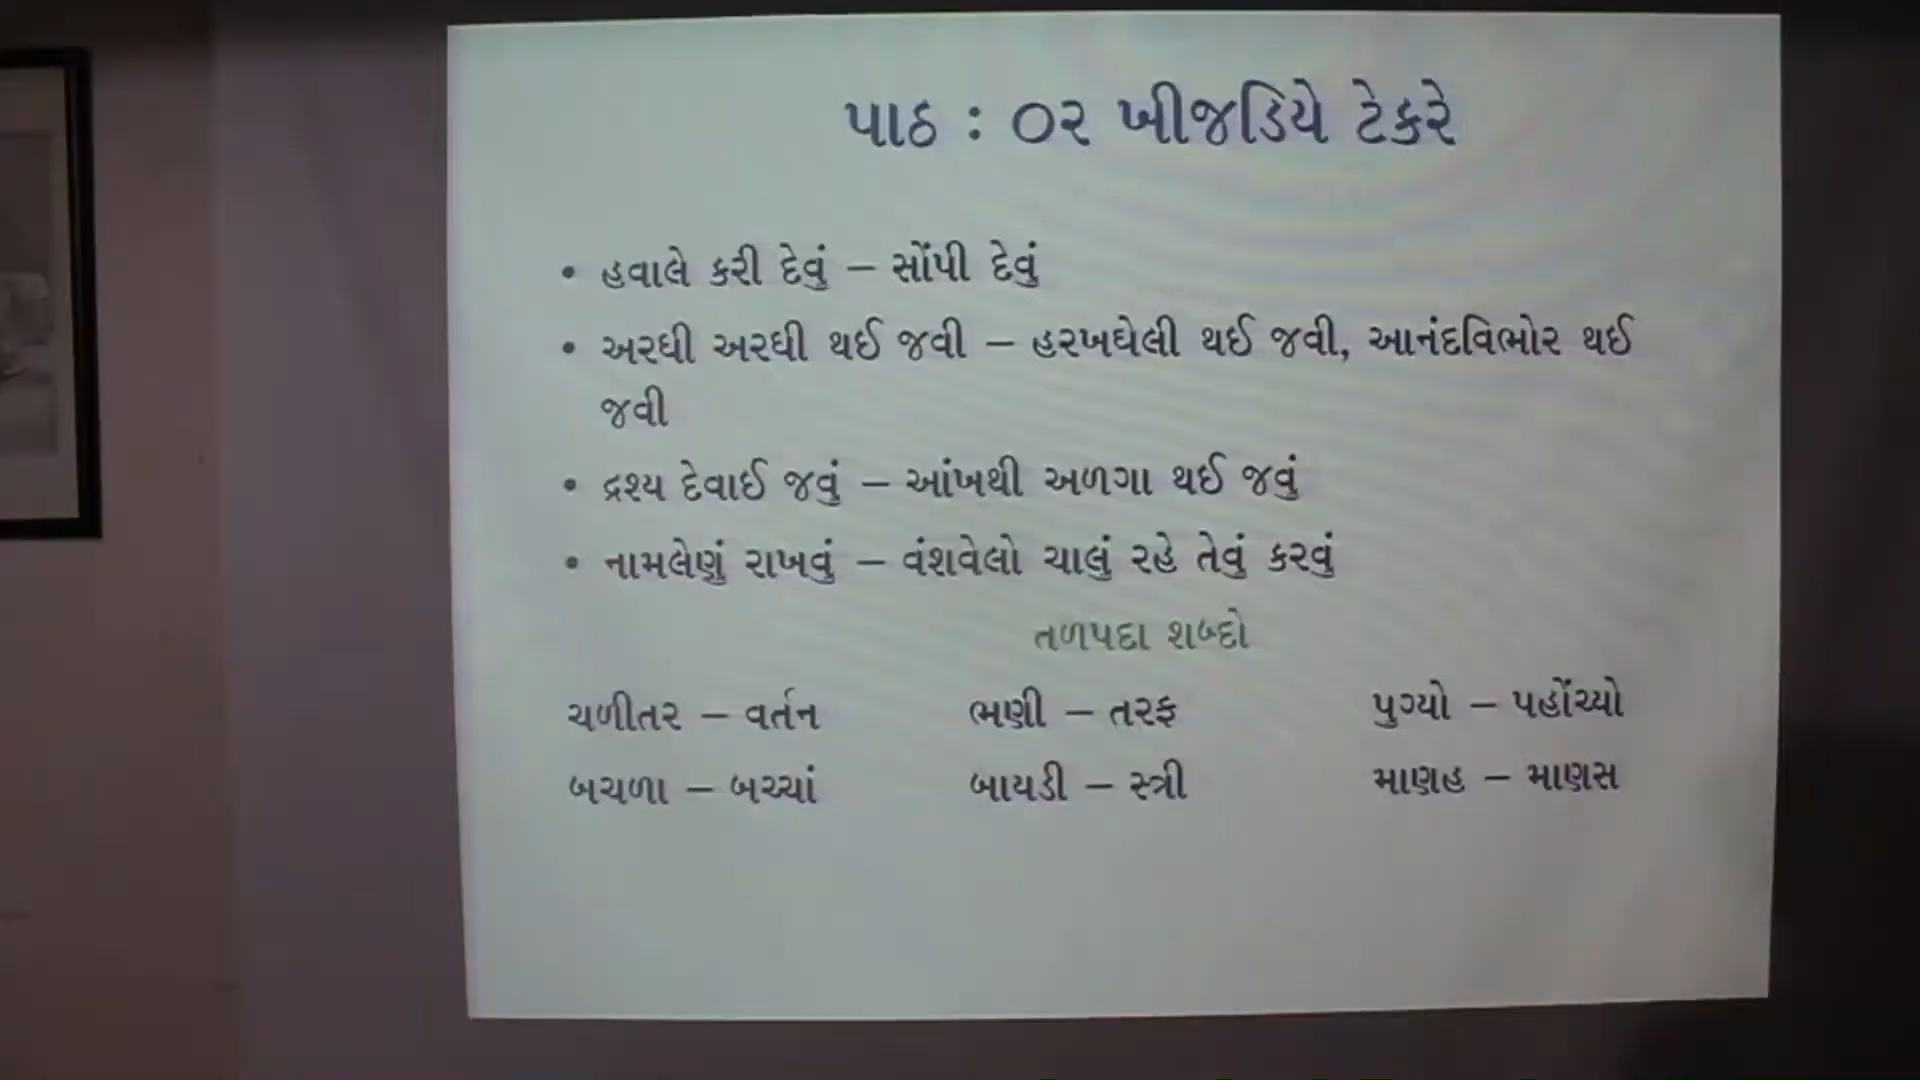 પાઠ : ૦૨ ખીજડિયે ટેકરે
• હવાલે કરી દેવું – સોંપી દેવું
• અરધી અરધી થઈ જવી – હરખઘેલી થઈ જવી, આનંદવિભોર થઈ
જવી
• દ્રશ્ય દેવાઈ જવું – આંખથી અળગા થઈ જવું
• નામલેણું રાખવું – વંશવેલો ચાલું રહે તેવું કરવું
તળપદા શબ્દો
ચળીતર – વર્તન ભણી – તરફ પુગ્યો – પહોંચ્યો
બચળા – બચ્ચાં બાયડી – સ્ત્રી માણહ – માણસ